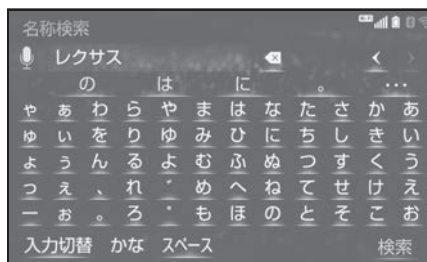 名称検索
レクサス
の は に 。 …
ゃ ぁ わ ら や ま は な た さ か あ
ゅ ぃ を り ゆ み ひ に ち し き い
ょ ぅ ん る よ む ふ ぬ つ す く う
っ ぇ 、 れ ゛ め へ ね て せ け え
ー ぉ 。 ろ ゜ も ほ の と そ こ お
入力切替 かな スペース 検索